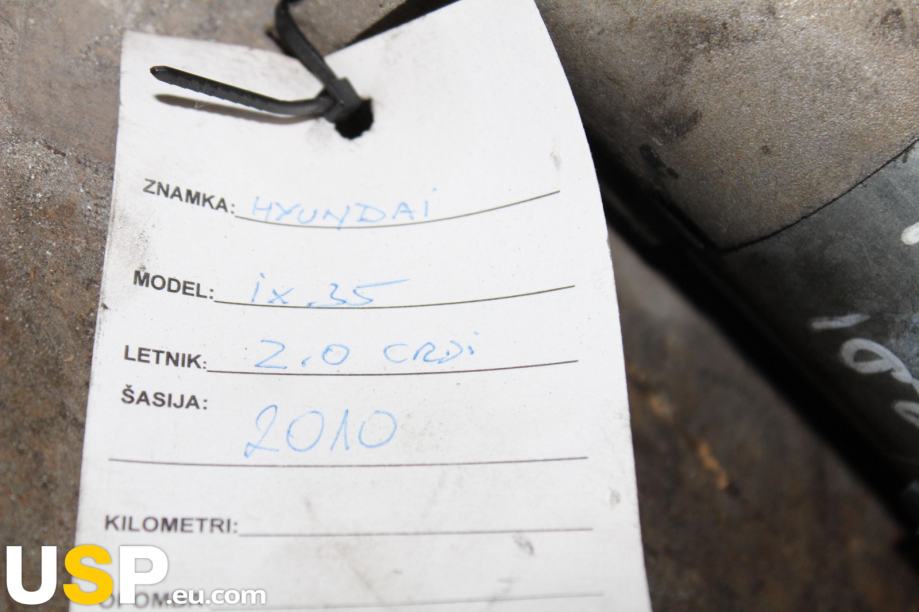 ZNAMKA: HYUNDAI
MODEL: ix 35
LETNIK: 2.0 CRDi
ŠASIJA:
2010
KILOMETRI:
USP.eu.com